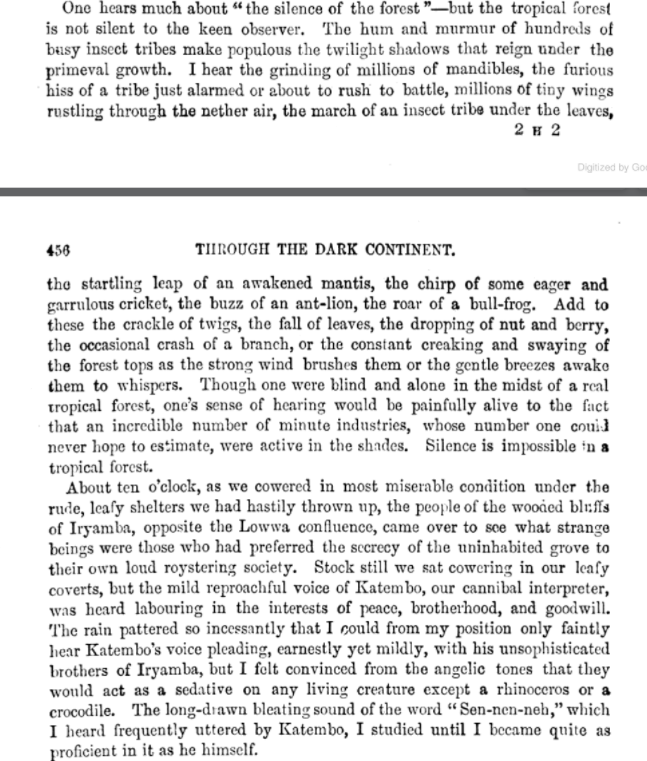 One hears much about “the silence of the forest”—but the tropical forest
is not silent to the keen observer. The hum and murmur of hundreds of
busy insect tribes make populous the twilight shadows that reign under the
primeval growth. I hear the grinding of millions of mandibles, the furious
hiss of a tribe just alarmed or about to rush to battle, millions of tiny wings
rustling through the nether air, the march of an insect tribe under the leaves,
2 H 2
Digitized by Goo
456 THROUGH THE DARK CONTINENT.
the startling leap of an awakened mantis, the chirp of some eager and
garrulous cricket, the buzz of an ant-lion, the roar of a bull-frog. Add to
these the crackle of twigs, the fall of leaves, the dropping of nut and berry,
the occasional crash of a branch, or the constant creaking and swaying of
the forest tops as the strong wind brushes them or the gentle breezes awake
them to whispers. Though one were blind and alone in the midst of a real
tropical forest, one’s sense of hearing would be painfully alive to the fact
that an incredible number of minute industries, whose number one could
never hope to estimate, were active in the shades. Silence is impossible in a
tropical forest.
About ten o’clock, as we cowered in most miserable condition under the
rude, leafy shelters we had hastily thrown up, the people of the wooded bluffs
of Iryamba, opposite the Lowwa confluence, came over to see what strange
beings were those who had preferred the secrecy of the uninhabited grove to
their own loud roystering society. Stock still we sat cowering in our leafy
coverts, but the mild reproachful voice of Katembo, our cannibal interpreter,
was heard labouring in the interests of peace, brotherhood, and goodwill.
The rain pattered so incessantly that I could from my position only faintly
hear Katembo’s voice pleading, earnestly yet mildly, with his unsophisticated
brothers of Iryamba, but I felt convinced from the angelic tones that they
would act as a sedative on any living creature except a rhinoceros or a
crocodile. The long-drawn bleating sound of the word “Sen-nen-neh,” which
I heard frequently uttered by Katembo, I studied until I became quite as
proficient in it as he himself.